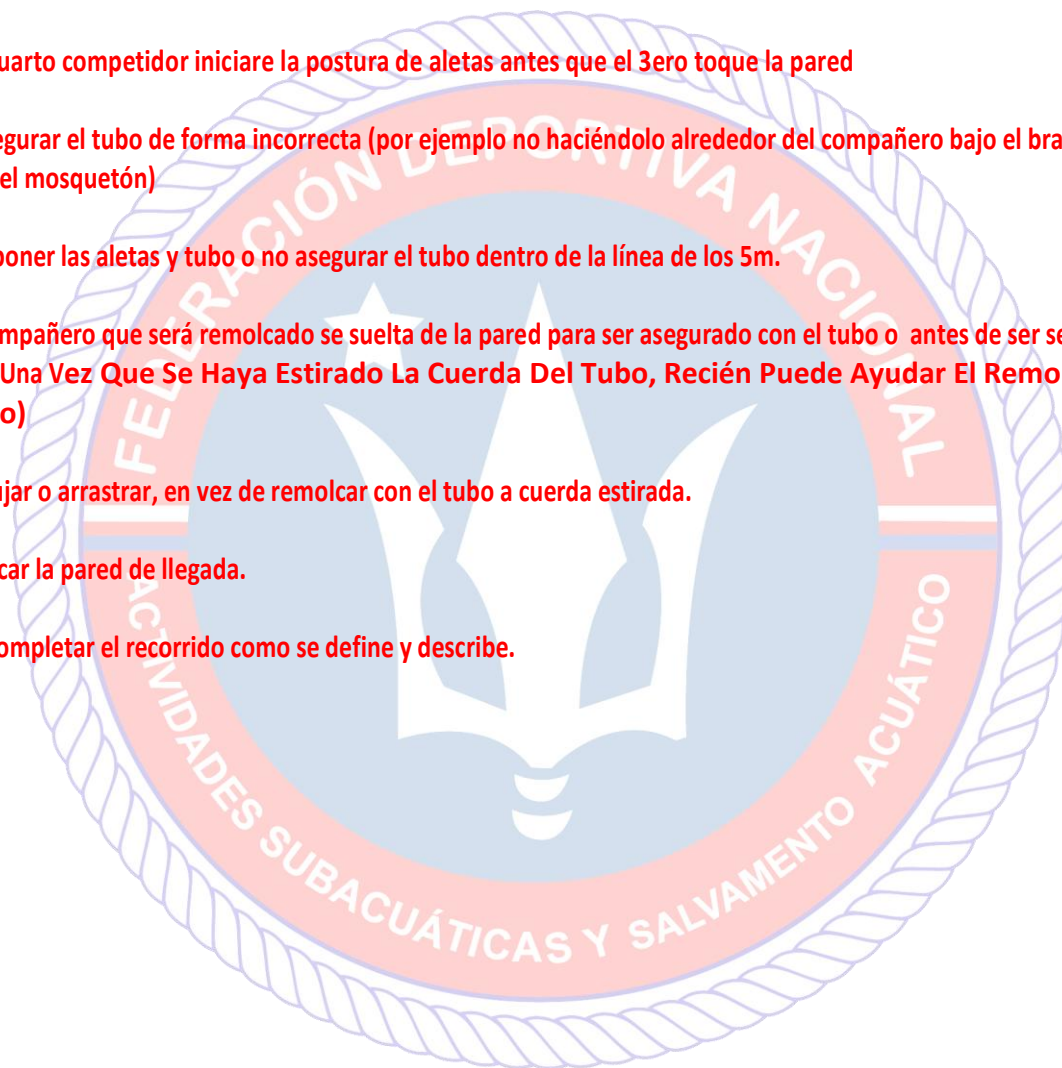 uarto competidor iniciare la postura de aletas antes que el 3ero toque la pared
egurar el tubo de forma incorrecta (por ejemplo no haciéndolo alrededor del compañero bajo el bra
el mosquetón)
poner las aletas y tubo o no asegurar el tubo dentro de la línea de los 5m.
mpañero que será remolcado se suelta de la pared para ser asegurado con el tubo o antes de ser se
Una Vez Que Se Haya Estirado La Cuerda Del Tubo, Recién Puede Ayudar El Remo
o)
ujar o arrastrar, en vez de remolcar con el tubo a cuerda estirada.
car la pared de llegada.
ompletar el recorrido como se define y describe.
FEDERACIÓN DEPORTIVA NACIONAL
ACTIVIDADES SUBACUÁTICAS Y SALVAMENTO ACUÁTICO